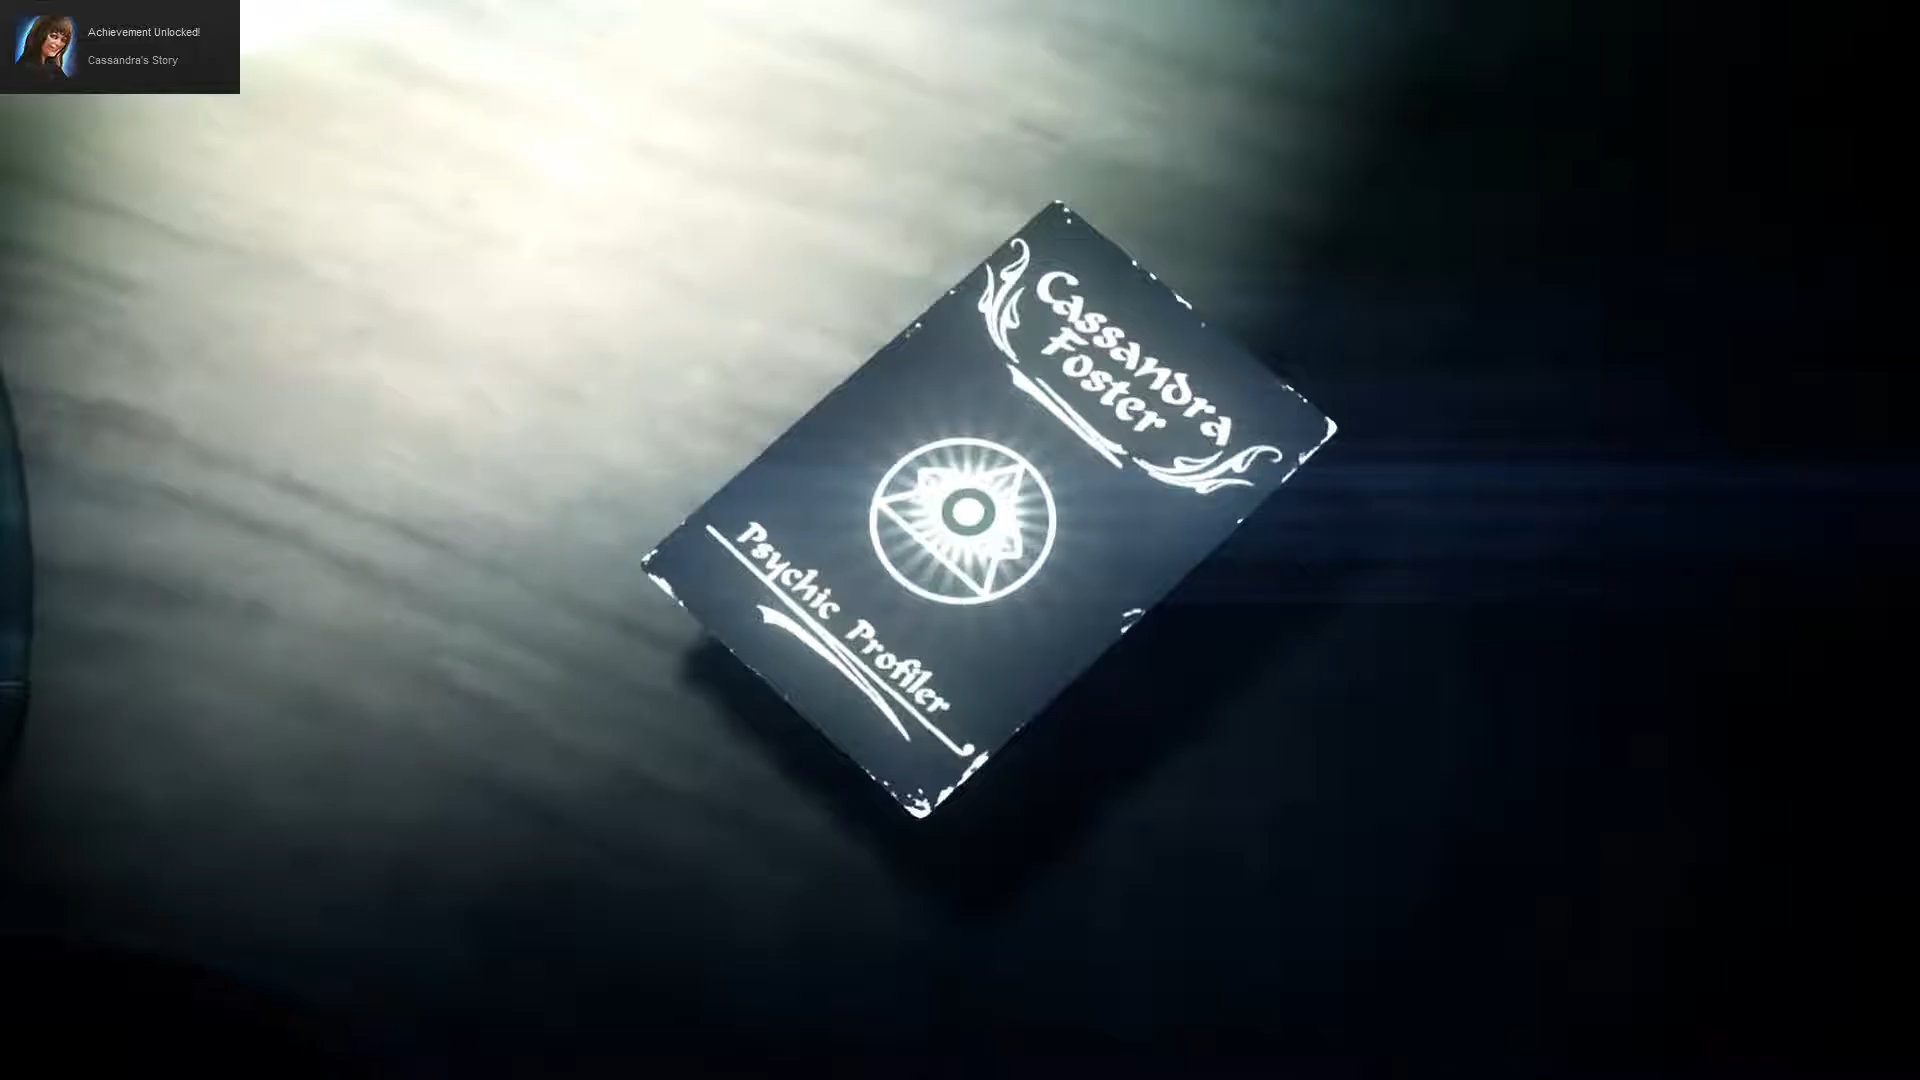 Achievement Unlocked!
Cassandra's Story
Cassandra
Foster
Psychic Profiler